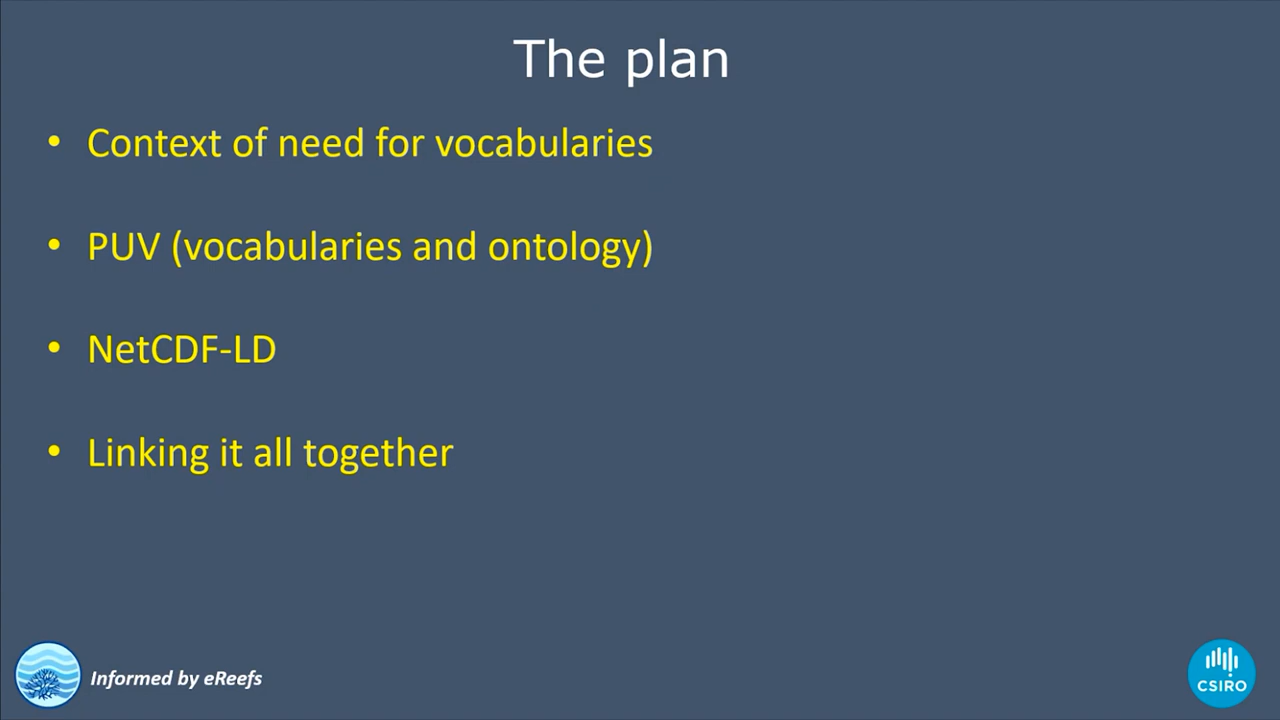 The plan
• Context of need for vocabularies
• PUV (vocabularies and ontology)
• NetCDF-LD
• Linking it all together
Informed by eReefs
CSIRO